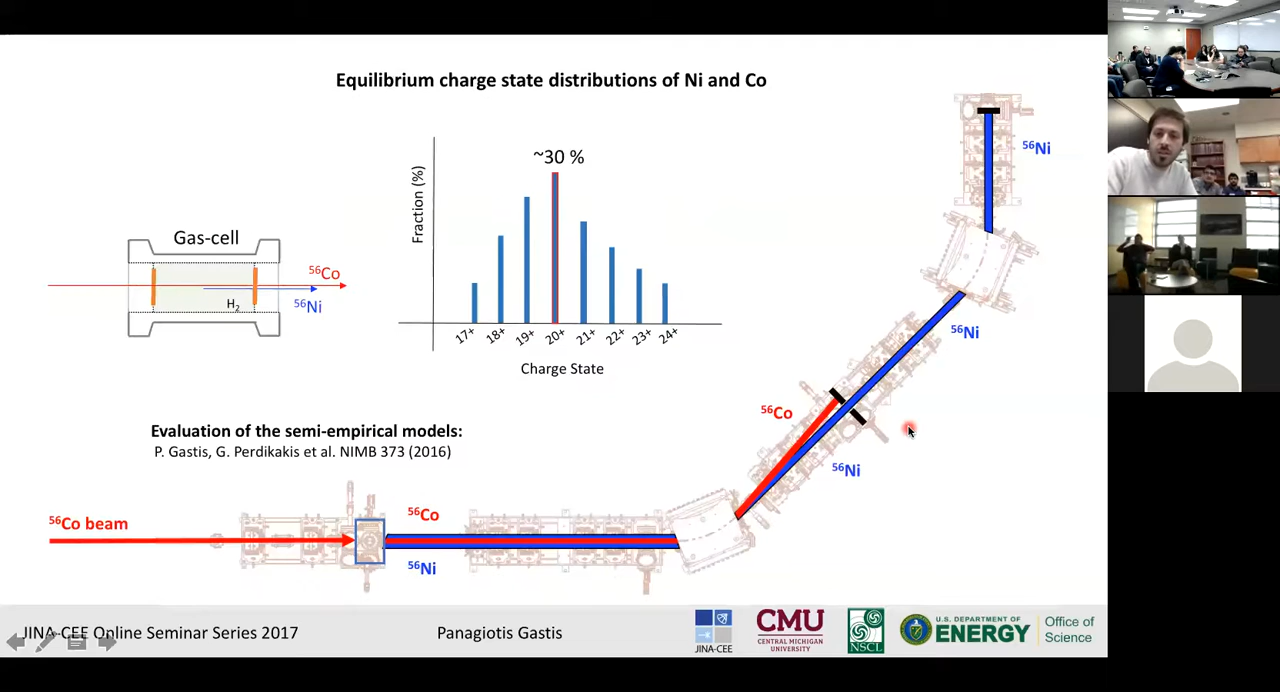 Equilibrium charge state distributions of Ni and Co
~30 %
Fraction (%)
17+ 18+ 19+ 20+ 21+ 22+ 23+ 24+
Charge State
Gas-cell
⁵⁶Co
⁵⁶Ni
H₂
Evaluation of the semi-empirical models:
P. Gastis, G. Perdikakis et al. NIMB 373 (2016)
⁵⁶Ni
⁵⁶Ni
⁵⁶Co
⁵⁶Ni
⁵⁶Co beam
⁵⁶Co
⁵⁶Ni
JINA-CEE Online Seminar Series 2017
Panagiotis Gastis
JINA-CEE
CMU
CENTRAL MICHIGAN
UNIVERSITY
NSCL
U.S. DEPARTMENT OF
ENERGY
Office of
Science